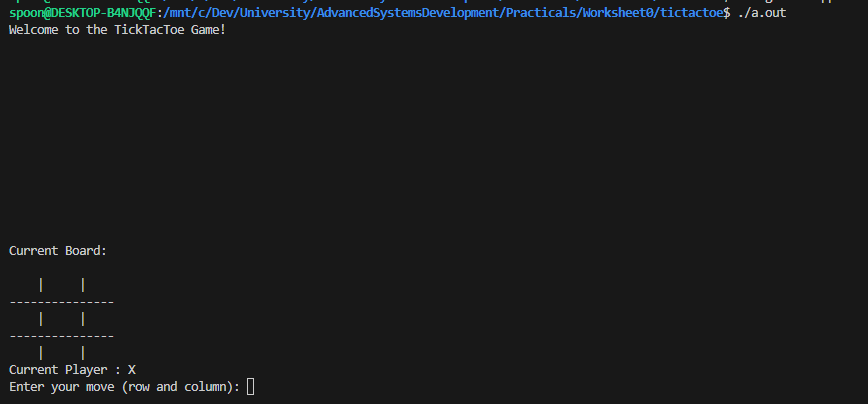 spoon@DESKTOP-B4NJQQF:/mnt/c/Dev/University/AdvancedSystemsDevelopment/Practicals/Worksheet0/tictactoe$ ./a.out
Welcome to the TickTacToe Game!
Current Board:
    |     |
---------------
    |     |
---------------
    |     |
Current Player : X
Enter your move (row and column):